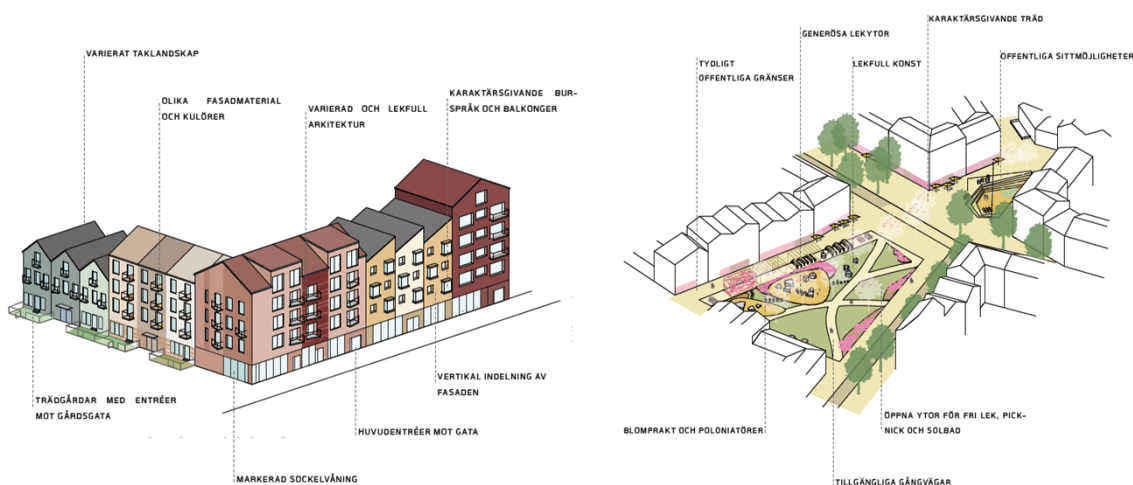 VARIERAT TAKLANDSKAP
OLIKA FASADMATERIAL
OCH KULÖRER
VARIERAD OCH LEKFULL
ARKITEKTUR
KARAKTÄRSGIVANDE BUR-
SPRÅK OCH BALKONGER
TRÄDGÅRDAR MED ENTRÉER
MOT GÅRDSGATA
VERTIKAL INDELNING AV
FASADEN
HUVUDENTRÉER MOT GATA
MARKERAD SOCKELVÅNING
KARAKTÄRSGIVANDE TRÄD
GENERÖSA LEKYTOR
TYDLIGT
OFFENTLIGA GRÄNSER
LEKFULL KONST
OFFENTLIGA SITTMÖJLIGHETER
BLOMPRAKT OCH POLONIATÖRER
ÖPPNA YTOR FÖR FRI LEK, PICK-
NICK OCH SOLBAD
TILLGÄNGLIGA GÅNGVÄGAR